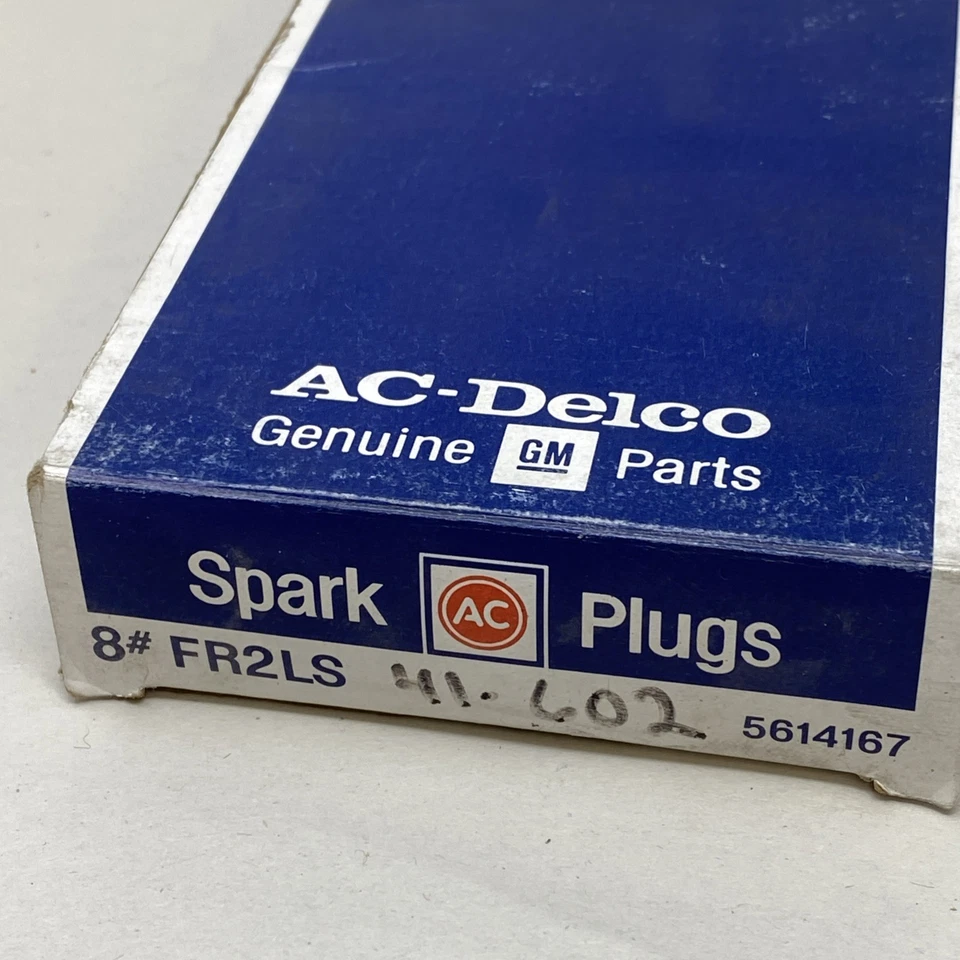 AC-Delco
Genuine GM Parts
Spark AC Plugs
8# FR2LS 41-602 5614167